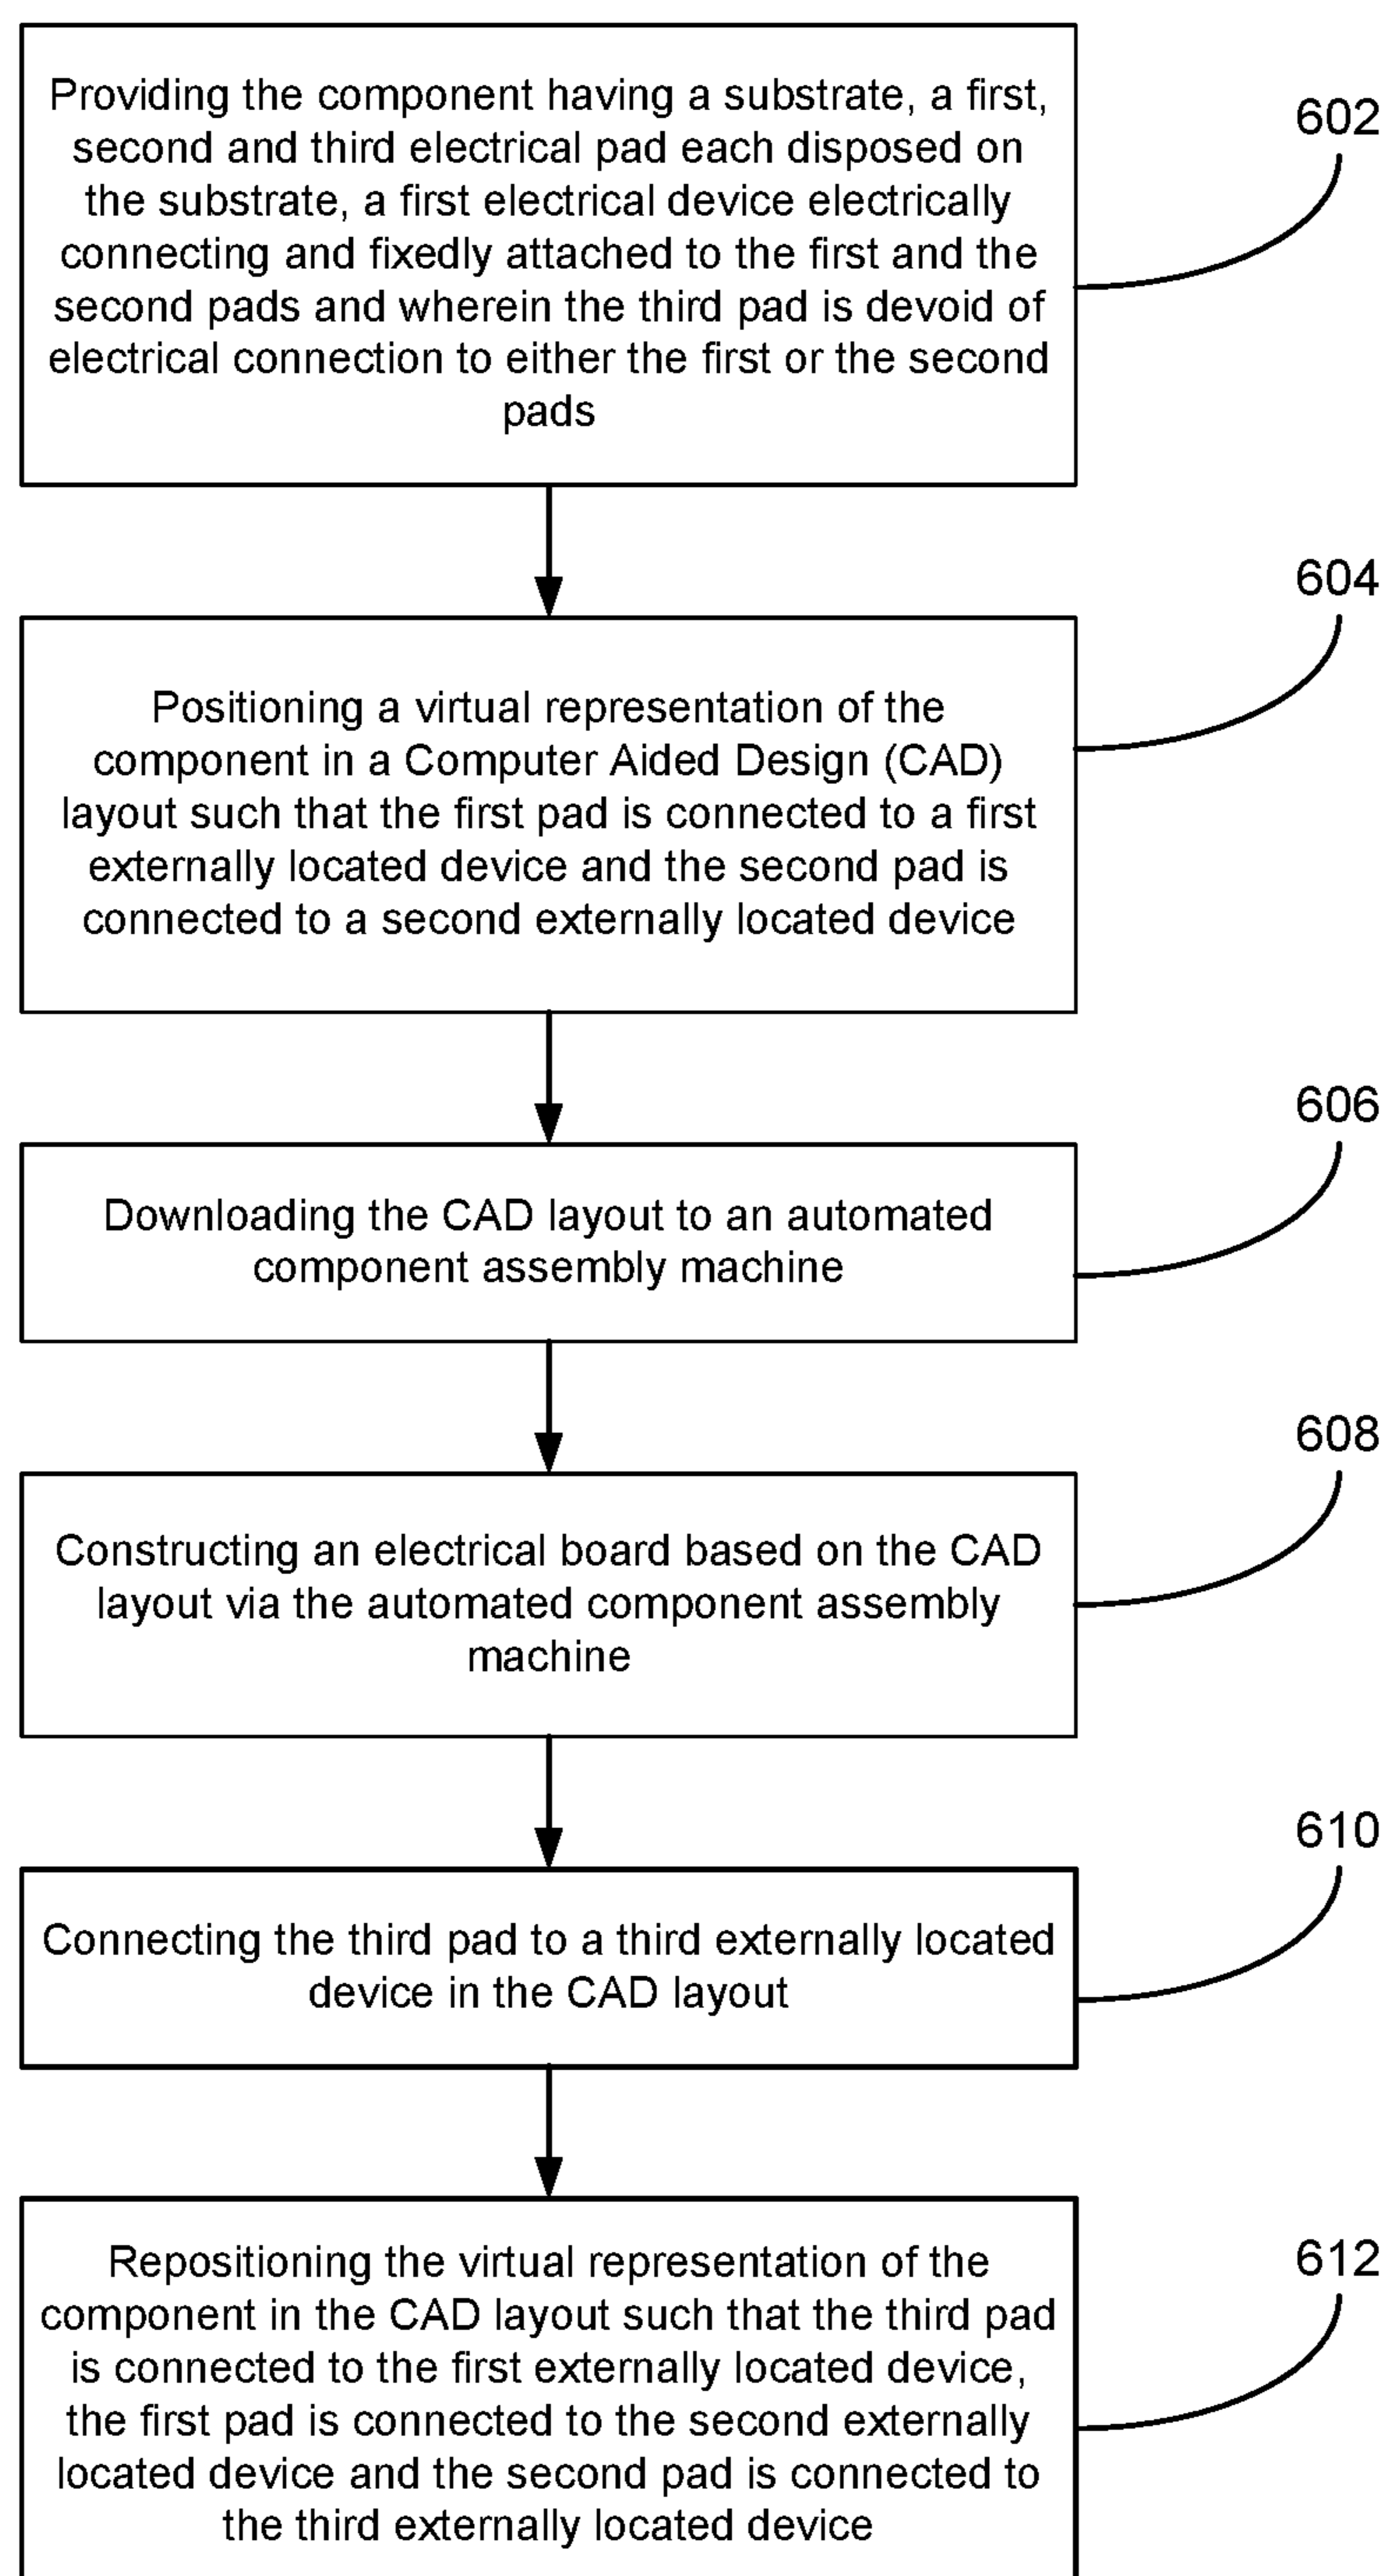 Providing the component having a substrate, a first,
second and third electrical pad each disposed on
the substrate, a first electrical device electrically
connecting and fixedly attached to the first and the
second pads and wherein the third pad is devoid of
electrical connection to either the first or the second
pads
602
Positioning a virtual representation of the
component in a Computer Aided Design (CAD)
layout such that the first pad is connected to a first
externally located device and the second pad is
connected to a second externally located device
604
Downloading the CAD layout to an automated
component assembly machine
606
Constructing an electrical board based on the CAD
layout via the automated component assembly
machine
608
Connecting the third pad to a third externally located
device in the CAD layout
610
Repositioning the virtual representation of the
component in the CAD layout such that the third pad
is connected to the first externally located device,
the first pad is connected to the second externally
located device and the second pad is connected to
the third externally located device
612